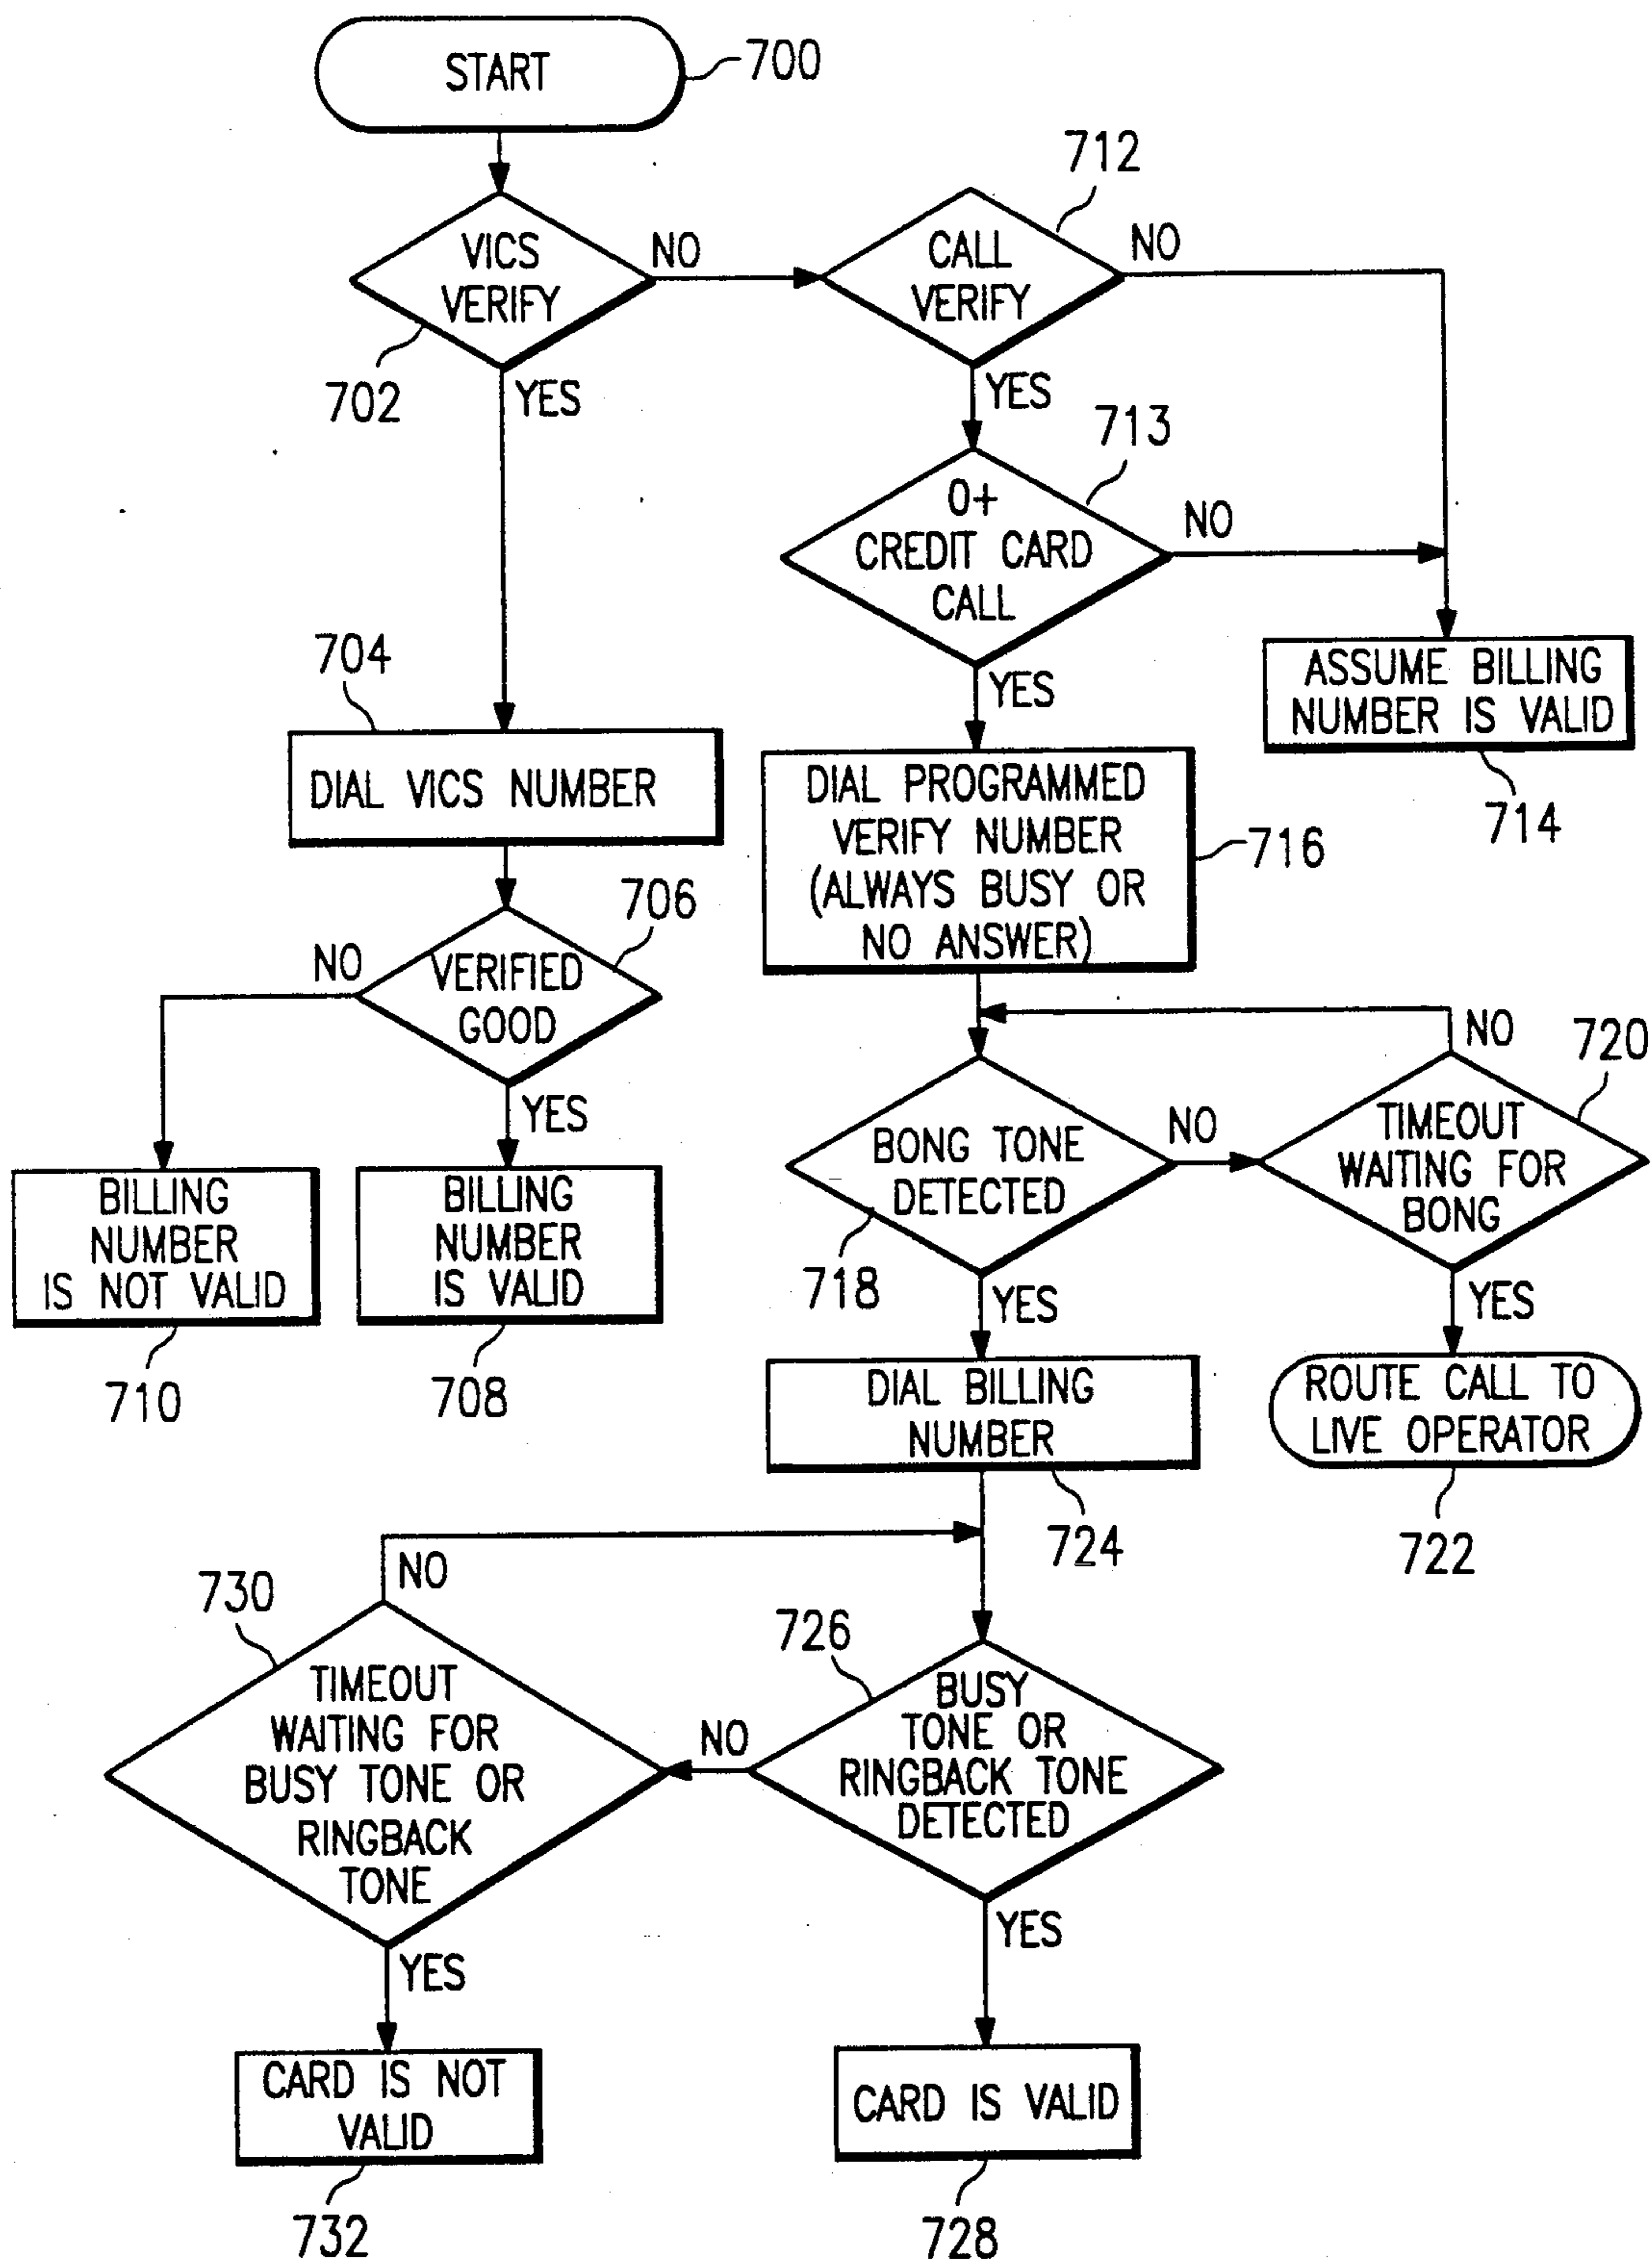 START
700
VICS
VERIFY
NO
702
YES
CALL
VERIFY
712
NO
YES
0+
CREDIT CARD
CALL
713
NO
YES
ASSUME BILLING
NUMBER IS VALID
714
704
DIAL VICS NUMBER
DIAL PROGRAMMED
VERIFY NUMBER
(ALWAYS BUSY OR
NO ANSWER)
716
706
NO
VERIFIED
GOOD
YES
BILLING
NUMBER
IS NOT VALID
710
BILLING
NUMBER
IS VALID
708
BONG TONE
DETECTED
718
NO
YES
NO
720
TIMEOUT
WAITING FOR
BONG
YES
ROUTE CALL TO
LIVE OPERATOR
722
DIAL BILLING
NUMBER
724
730
NO
TIMEOUT
WAITING FOR
BUSY TONE OR
RINGBACK
TONE
YES
726
NO
BUSY
TONE OR
RINGBACK TONE
DETECTED
YES
CARD IS NOT
VALID
732
CARD IS VALID
728